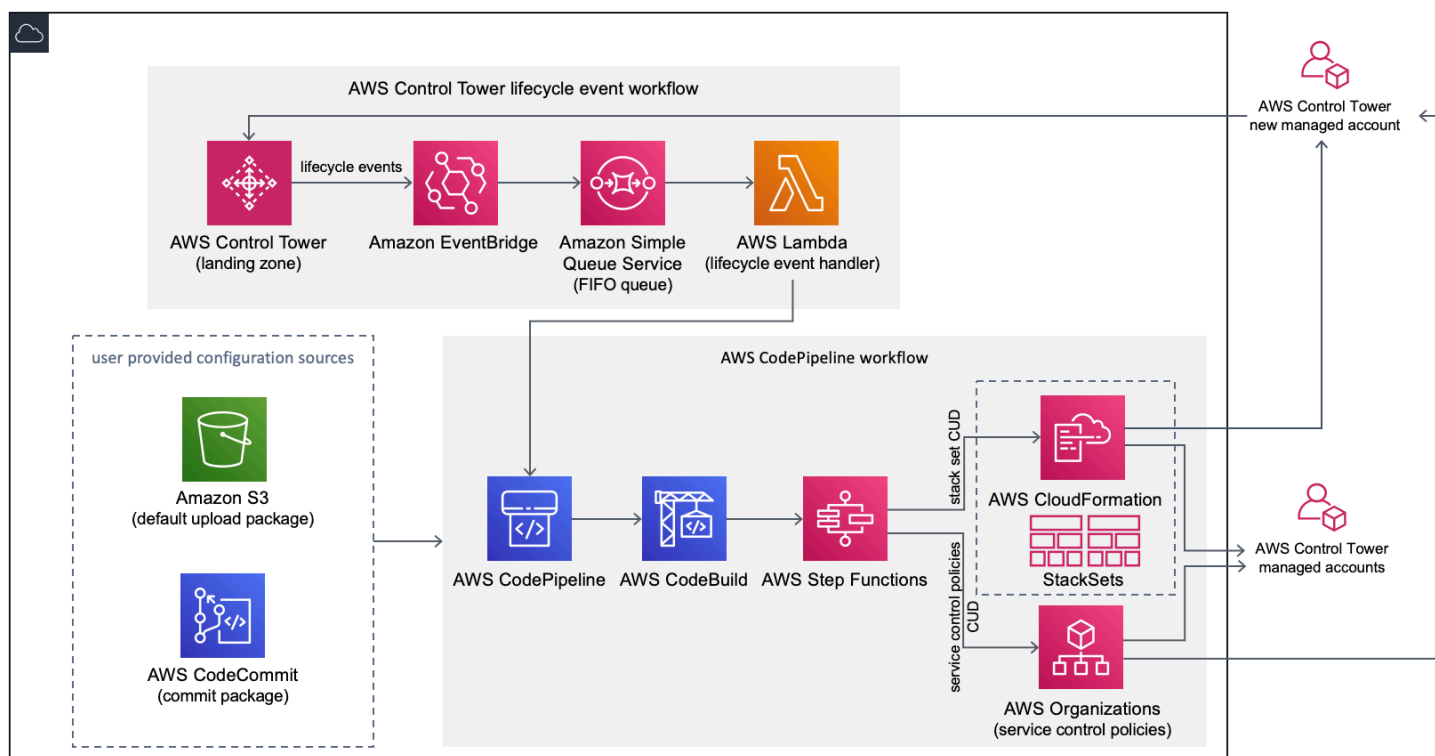 AWS Control Tower lifecycle event workflow
AWS Control Tower
new managed account
lifecycle events
AWS Control Tower
(landing zone)
Amazon EventBridge
Amazon Simple
Queue Service
(FIFO queue)
AWS Lambda
(lifecycle event handler)
user provided configuration sources
Amazon S3
(default upload package)
AWS CodeCommit
(commit package)
AWS CodePipeline workflow
AWS CodePipeline
AWS CodeBuild
AWS Step Functions
stack set CUD
service control policies
CUD
AWS CloudFormation
StackSets
AWS Organizations
(service control policies)
AWS Control Tower
managed accounts